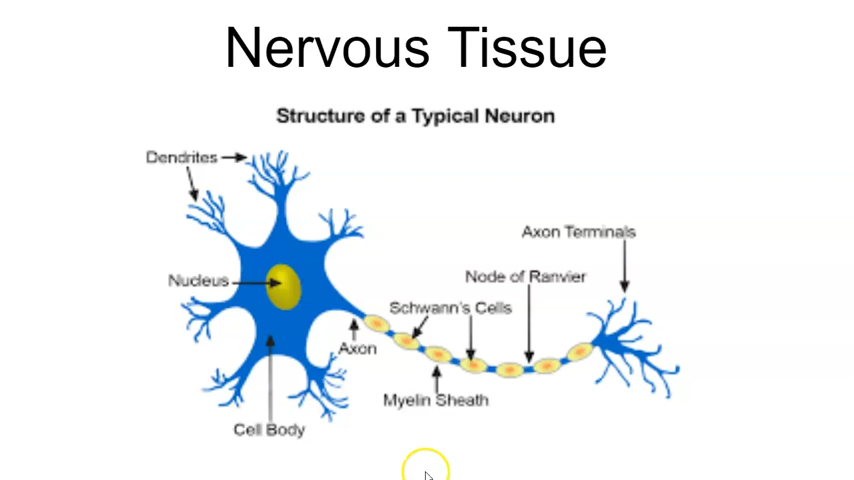 Nervous Tissue
Structure of a Typical Neuron
Dendrites
Axon Terminals
Node of Ranvier
Nucleus
Schwann's Cells
Axon
Myelin Sheath
Cell Body